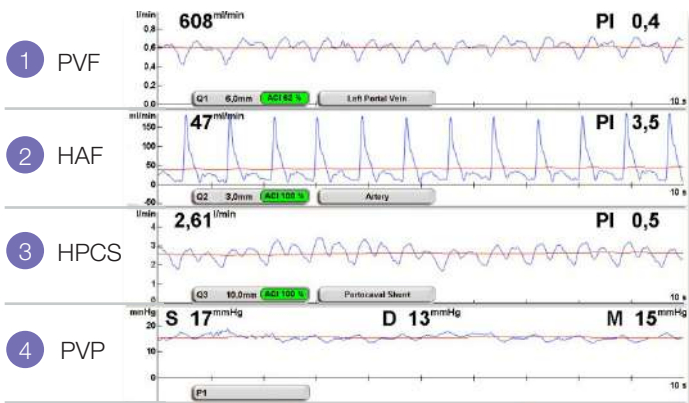 1 PVF
l/min 608 ml/min PI 0,4
0,8
0,6
0,4
0,2
0,0
Q1 6,0mm ACI 62 % Left Portal Vein
10 s
2 HAF
ml/min 47 ml/min PI 3,5
150
100
50
0
-50
Q2 3,0mm ACI 100 % Artery
10 s
3 HPCS
l/min 2,61 l/min PI 0,5
4
3
2
1
0
Q3 10,0mm ACI 100 % Portocaval Shunt
10 s
4 PVP
mmHg S 17 mmHg D 13 mmHg M 15 mmHg
20
10
0
P1
10 s